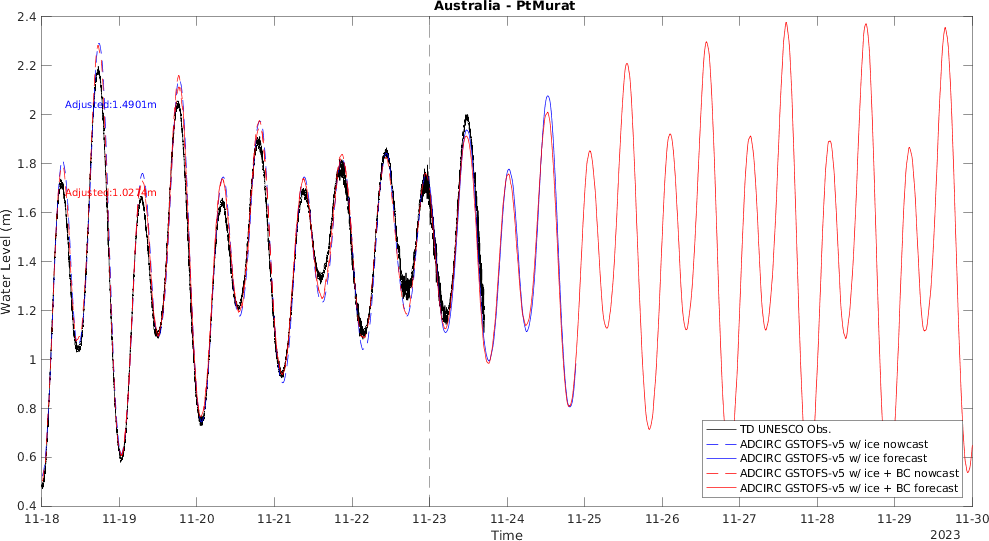 Australia - PtMurat
2.4
2.2
2
1.8
1.6
1.4
1.2
1
0.8
0.6
0.4
Water Level (m)
Adjusted:1.4901m
Adjusted:1.0274m
TD UNESCO Obs.
ADCIRC GSTOFS-v5 w/ ice nowcast
ADCIRC GSTOFS-v5 w/ ice forecast
ADCIRC GSTOFS-v5 w/ ice + BC nowcast
ADCIRC GSTOFS-v5 w/ ice + BC forecast
11-18 11-19 11-20 11-21 11-22 11-23 11-24 11-25 11-26 11-27 11-28 11-29 11-30
Time
2023